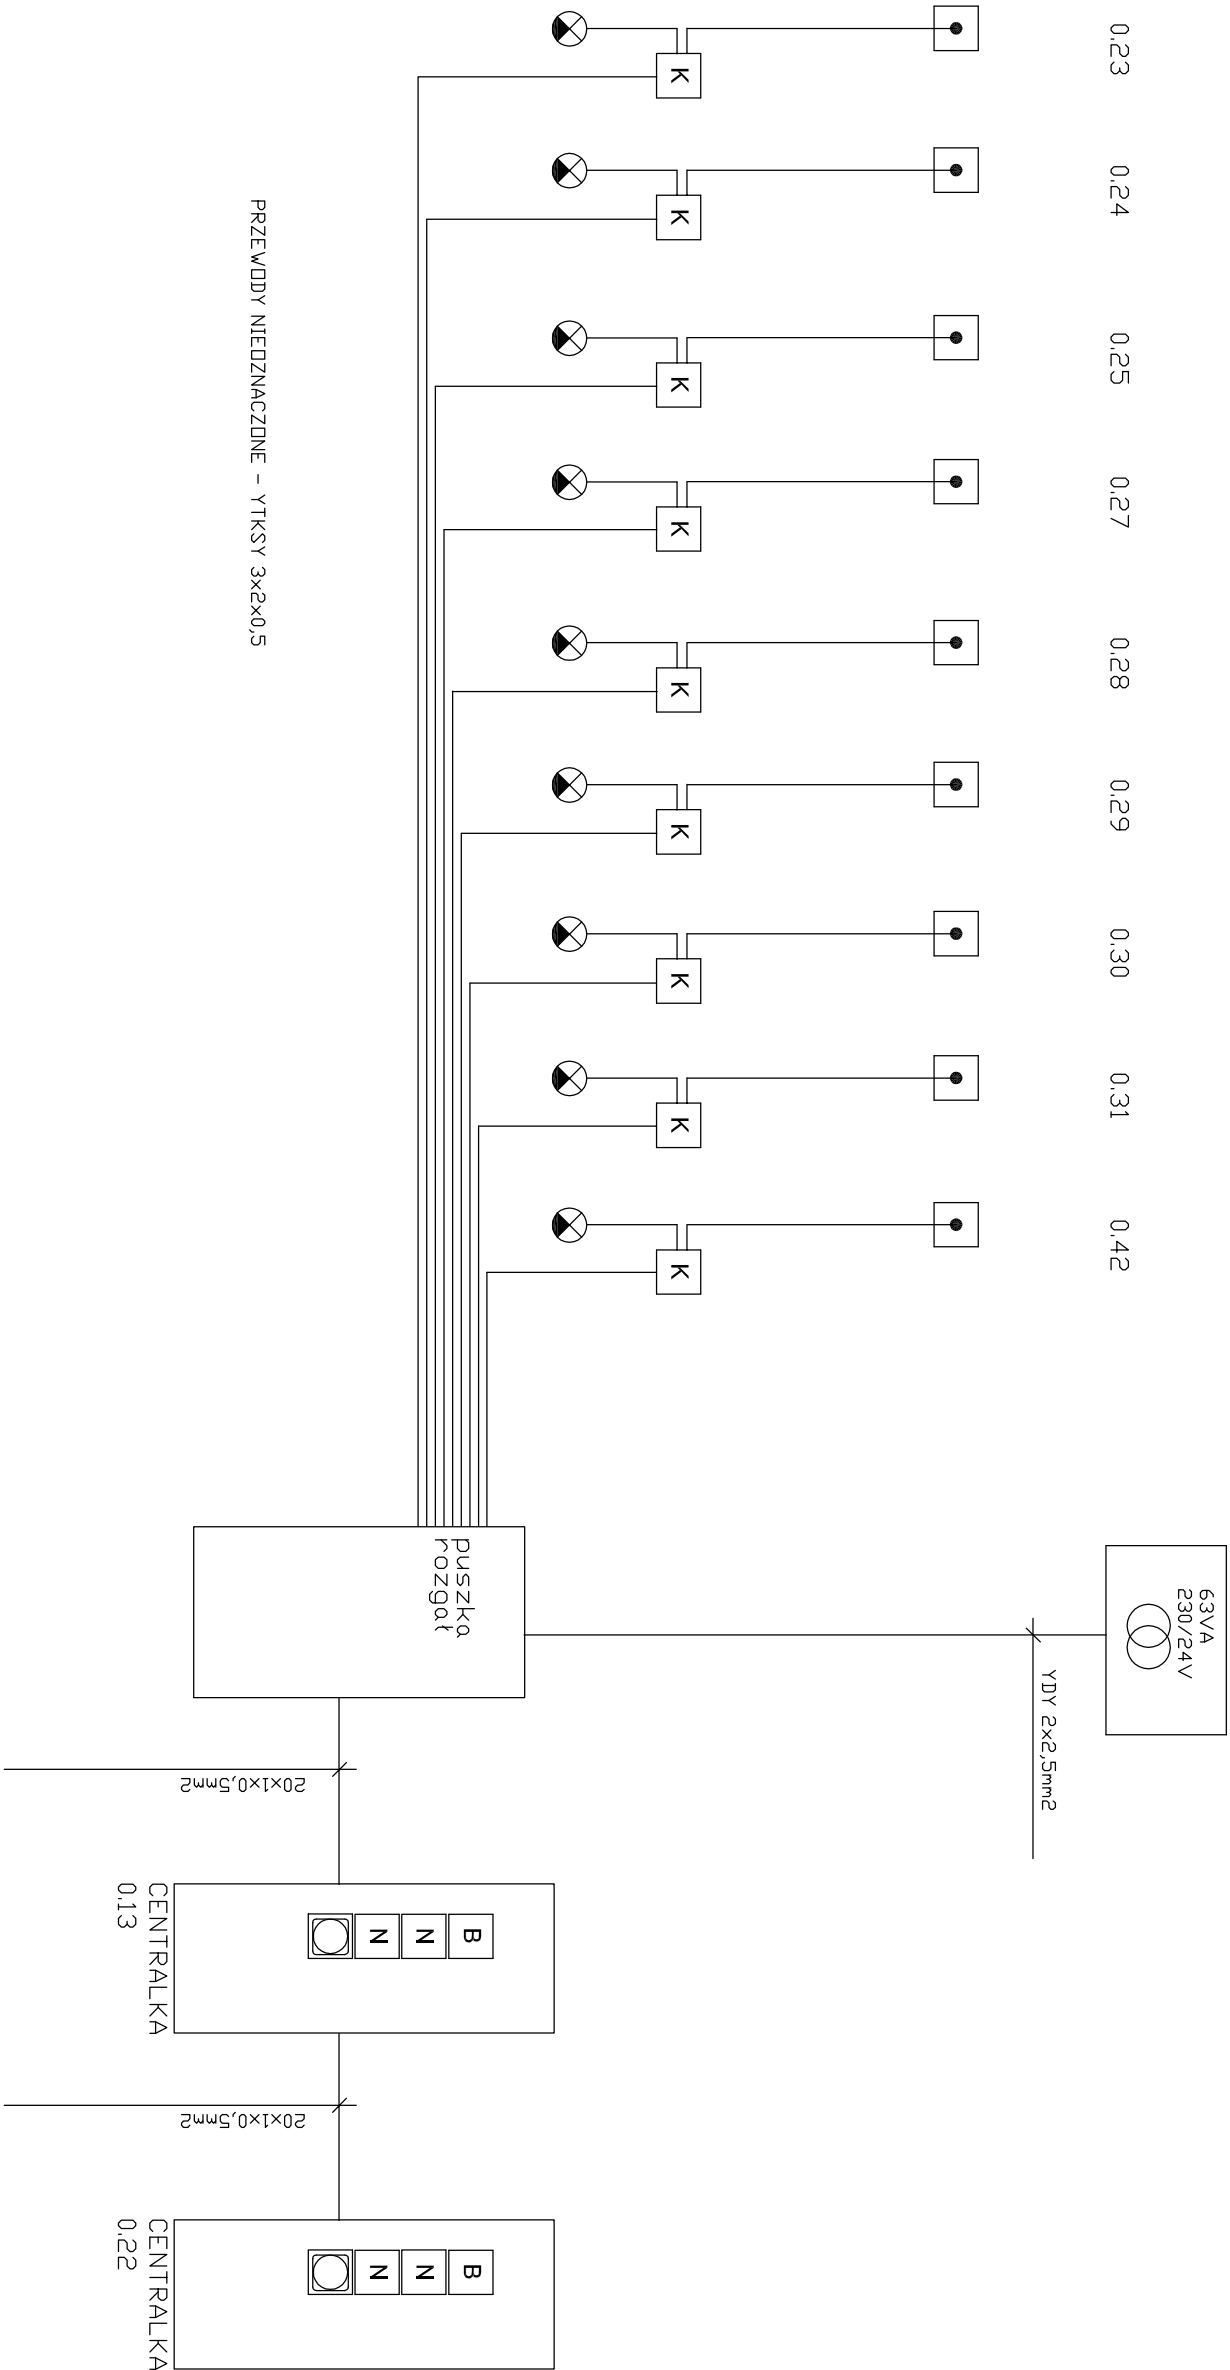 0.23
0.24
0.25
0.27
0.28
0.29
0.30
0.31
0.42
63VA
230/24V
YDY 2x2,5mm2
K
K
K
K
K
K
K
K
K
puszka
rozgał
B
N
N
B
N
N
20x1x0,5mm2
20x1x0,5mm2
PRZEWODY NIEOZNACZONE - YTKSY 3x2x0,5
CENTRALKA
0.13
CENTRALKA
0.22